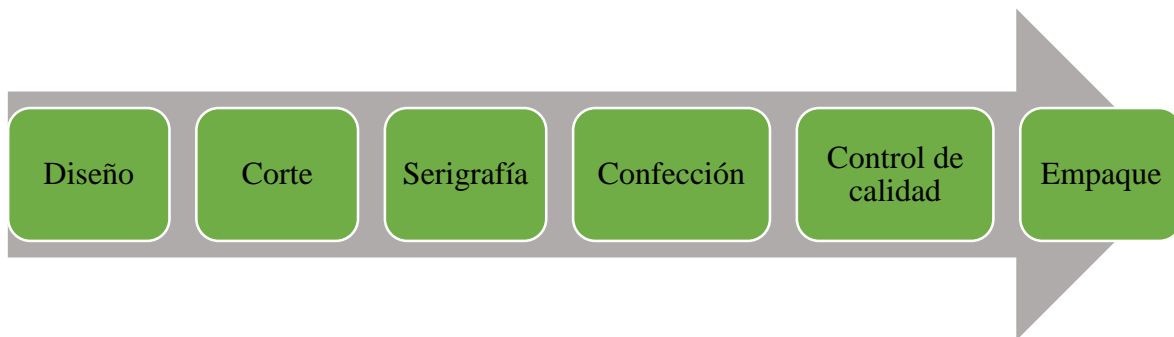 Diseño
Corte
Serigrafía
Confección
Control de
calidad
Empaque